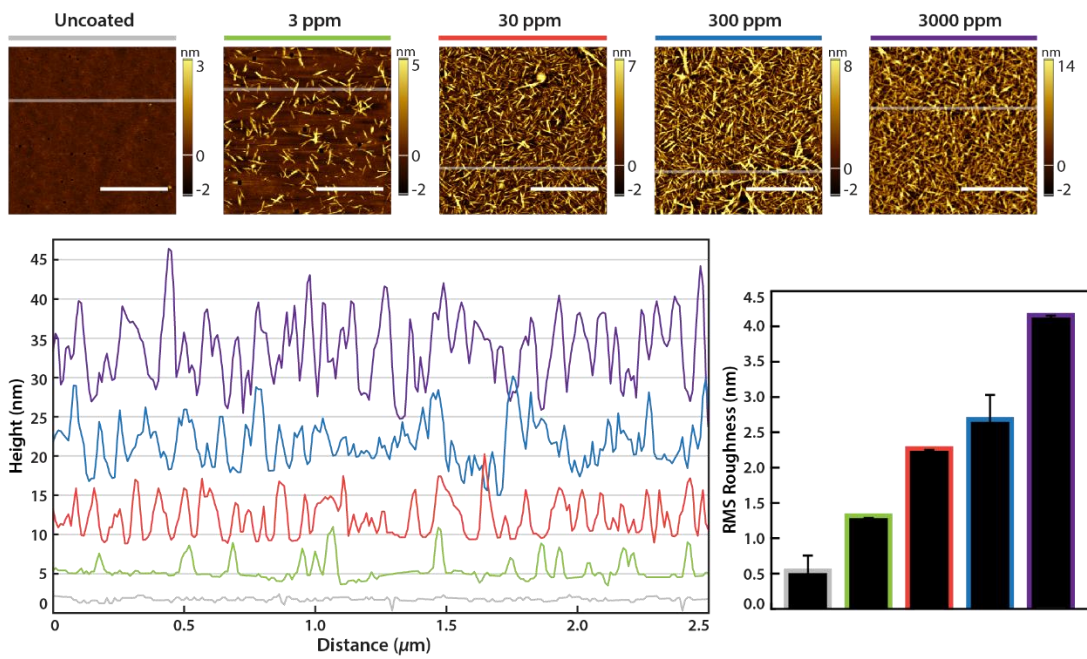 Uncoated 3 ppm 30 ppm 300 ppm 3000 ppm
nm nm nm nm nm
3 5 7 8 14
0 0 0 0 0
-2 -2 -2 -2 -2
45
40
35
30
25
20
15
10
5
0
Height (nm)
0 0.5 1.0 1.5 2.0 2.5
Distance (µm)
4.5
4.0
3.5
3.0
2.5
2.0
1.5
1.0
0.5
0.0
RMS Roughness (nm)